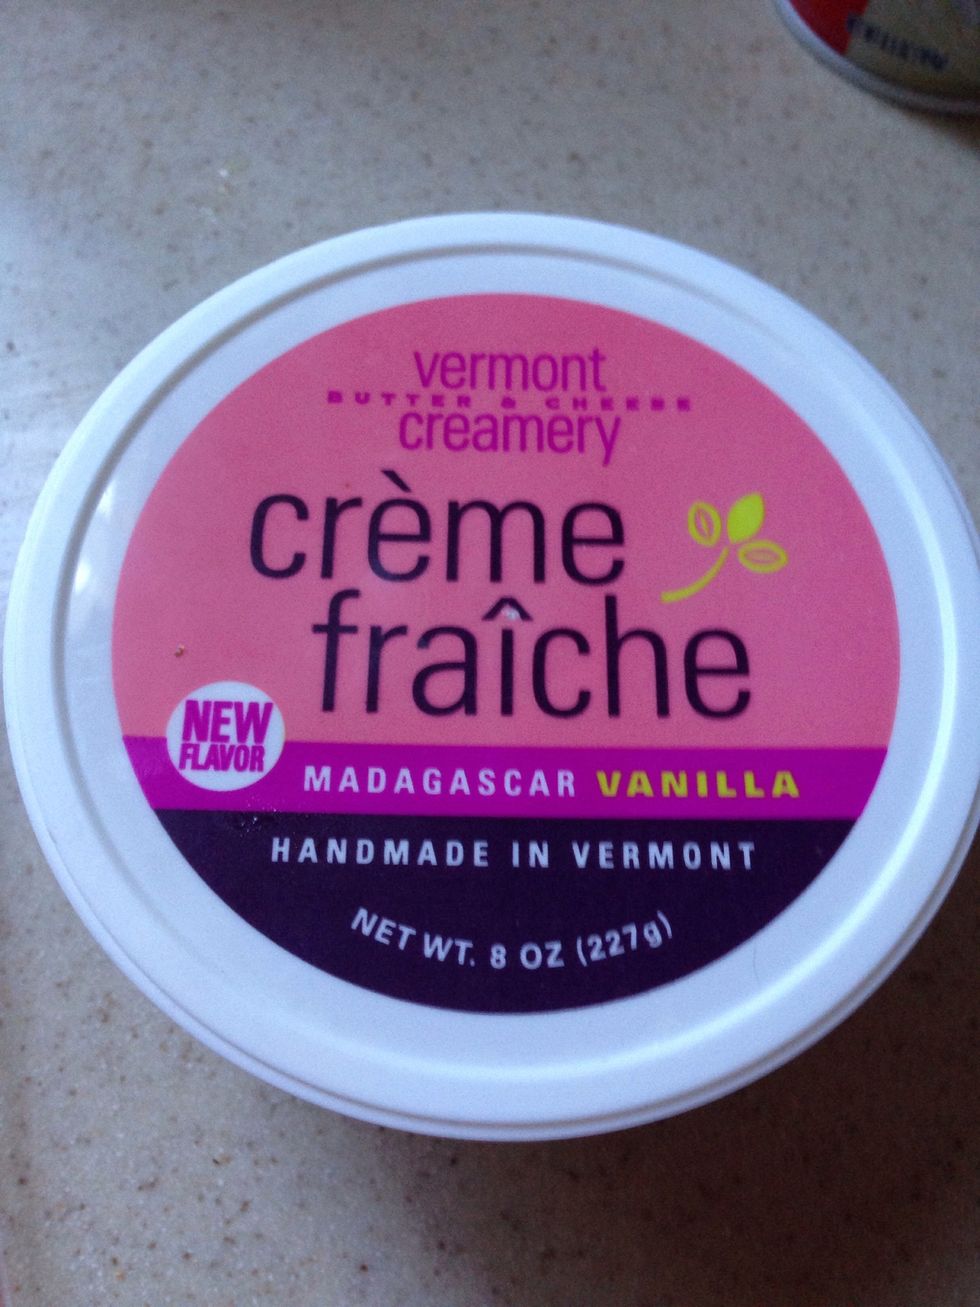 vermont
BUTTER & CHEESE
creamery
crème
fraîche
NEW
FLAVOR
MADAGASCAR VANILLA
HANDMADE IN VERMONT
NET WT. 8 OZ (227g)